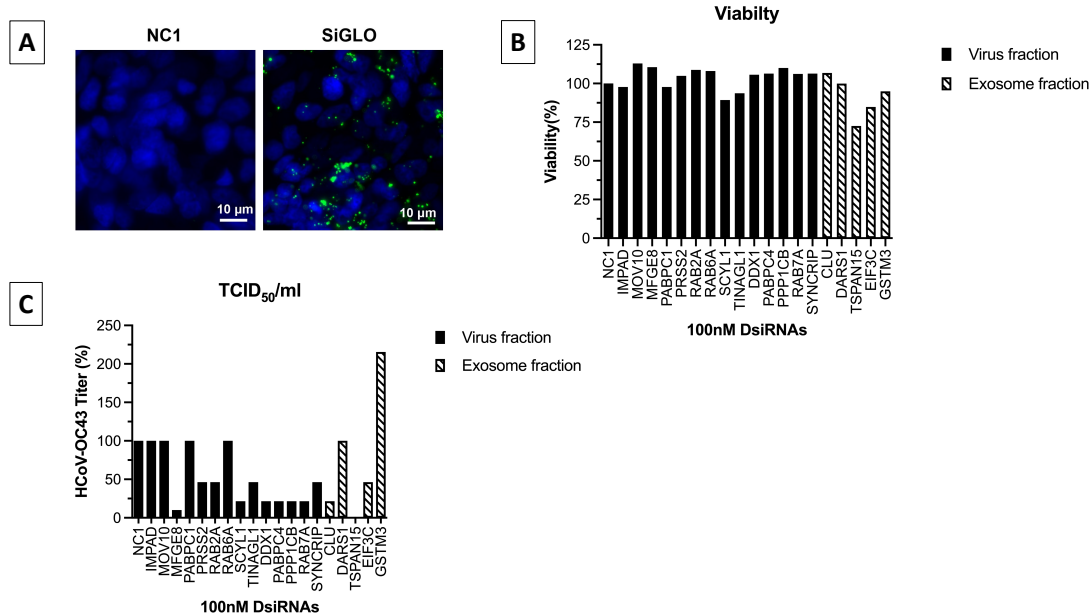 A
NC1
SiGLO
10 μm
10 μm
B
Viabilty
Viability(%)
125
100
75
50
25
0
NC1
IMPAD
MOV10
MFGE8
PABPC1
PRSS2
RAB2A
RAB6A
SCYL1
TINAGL1
DDX1
PABPC4
PPP1CB
RAB7A
SYNCRIP
CLU
DARS1
TSPAN15
EIF3C
GSTM3
100nM DsiRNAs
Virus fraction
Exosome fraction
C
TCID50/ml
HCoV-OC43 Titer (%)
250
200
150
100
50
0
NC1
IMPAD
MOV10
MFGE8
PABPC1
PRSS2
RAB2A
RAB6A
SCYL1
TINAGL1
DDX1
PABPC4
PPP1CB
RAB7A
SYNCRIP
CLU
DARS1
TSPAN15
EIF3C
GSTM3
100nM DsiRNAs
Virus fraction
Exosome fraction